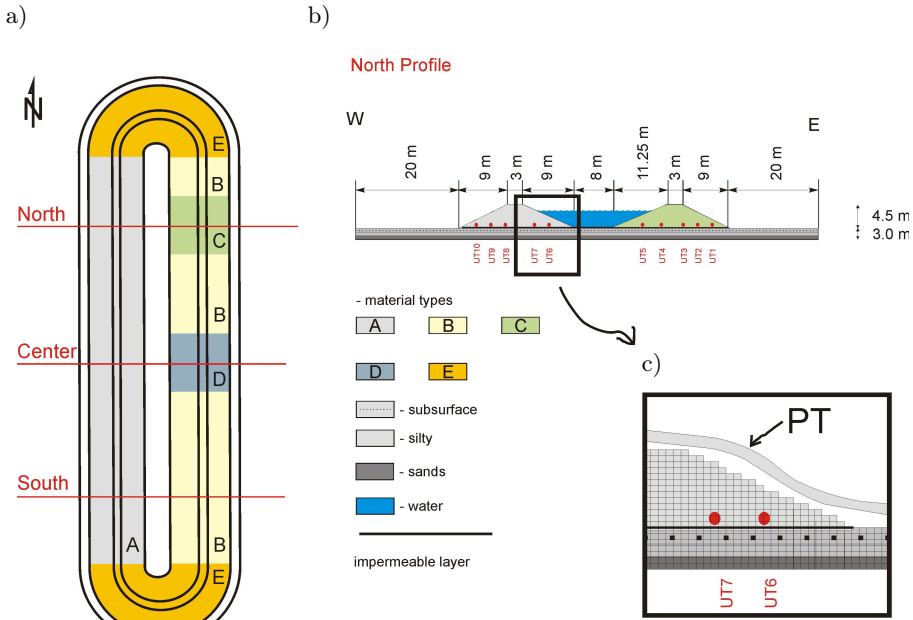 a)
N
E
B
North
C
B
Center
D
South
A
B
E
b)
North Profile
W
E
20 m
9 m
3 m
9 m
8 m
11.25 m
3 m
9 m
20 m
4.5 m
3.0 m
UT10
UT9
UT8
UT7
UT6
UT5
UT4
UT3
UT2
UT1
- material types
A
B
C
D
E
- subsurface
- silty
- sands
- water
impermeable layer
c)
PT
UT7
UT6